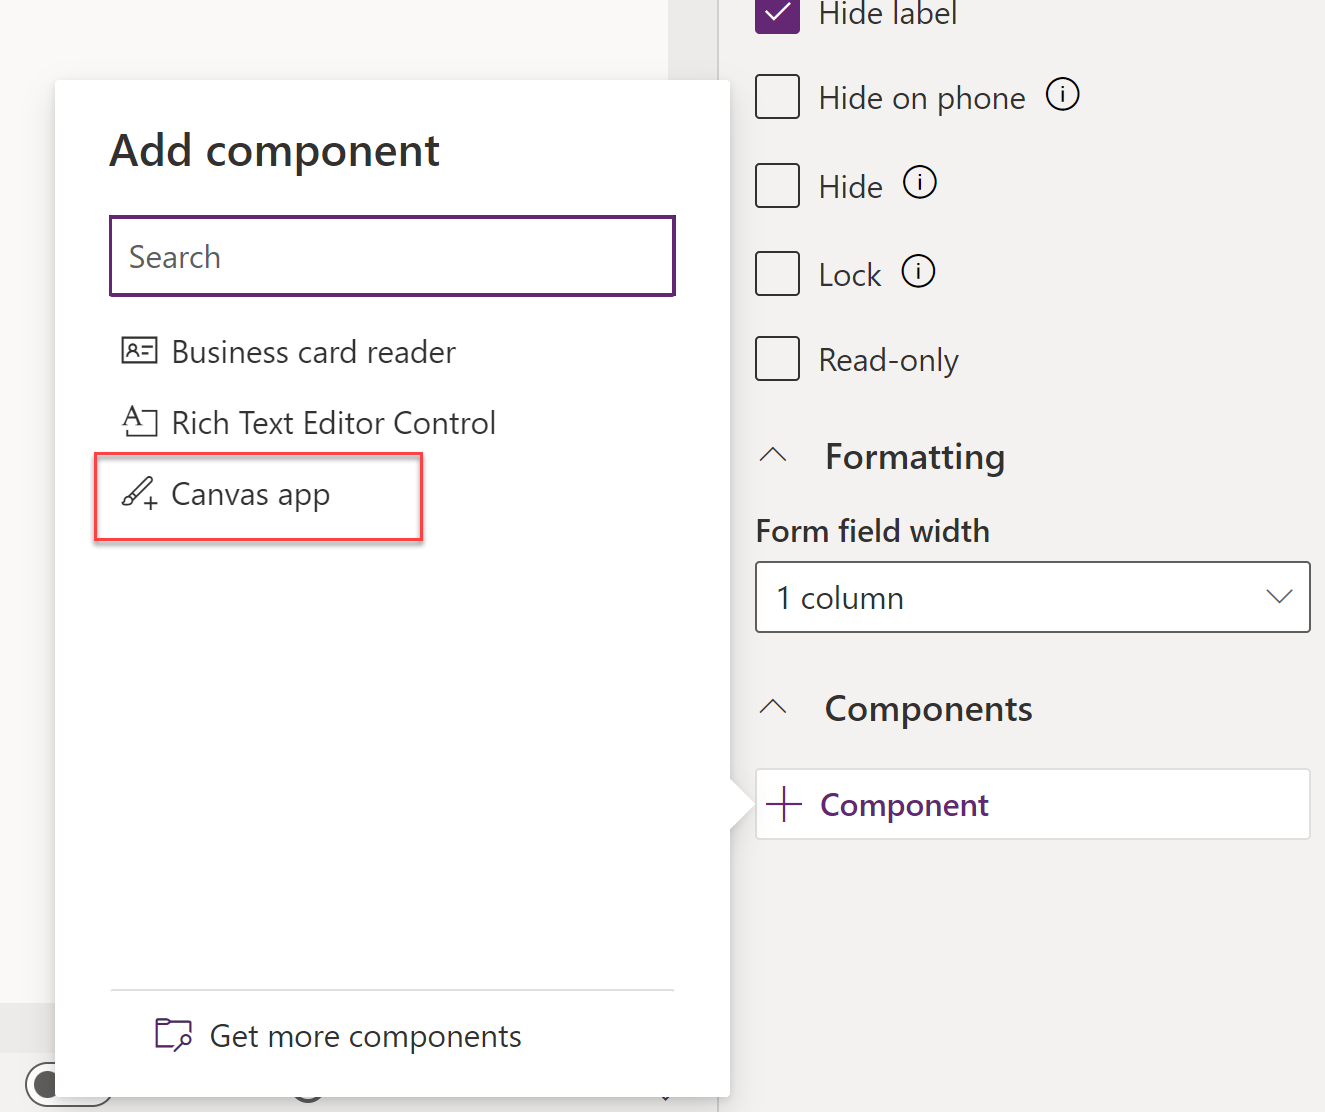 Hide label
Hide on phone
Hide
Lock
Read-only
Formatting
Form field width
1 column
Components
Component
Add component
Search
Business card reader
Rich Text Editor Control
Canvas app
Get more components